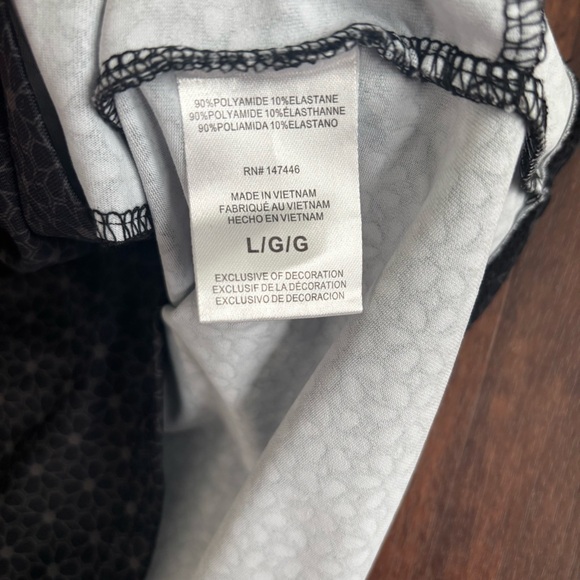 90%POLYAMIDE 10%ELASTANE
90%POLYAMIDE 10%ÉLASTHANNE
90%POLIAMIDA 10%ELASTANO
RN# 147446
MADE IN VIETNAM
FABRIQUÉ AU VIETNAM
HECHO EN VIETNAM
L/G/G
EXCLUSIVE OF DECORATION
EXCLUSIF DE LA DÉCORATION
EXCLUSIVO DE DECORACION